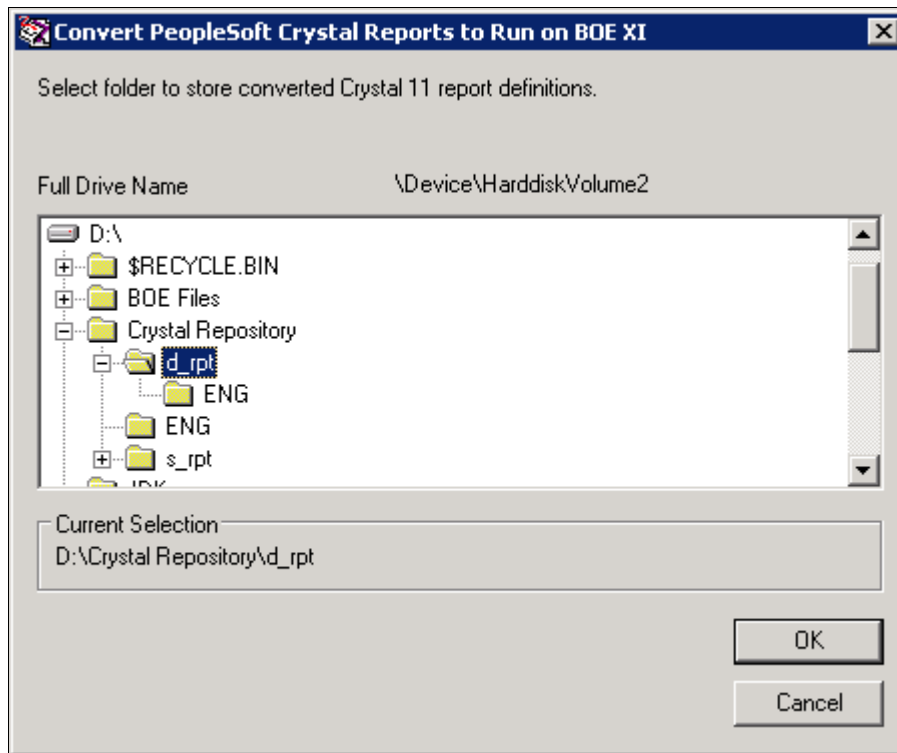 Convert PeopleSoft Crystal Reports to Run on BOE XI
Select folder to store converted Crystal 11 report definitions.
Full Drive Name \Device\HarddiskVolume2
D:\
$RECYCLE.BIN
BOE Files
Crystal Repository
d_rpt
ENG
ENG
s_rpt
Current Selection
D:\Crystal Repository\d_rpt
OK
Cancel